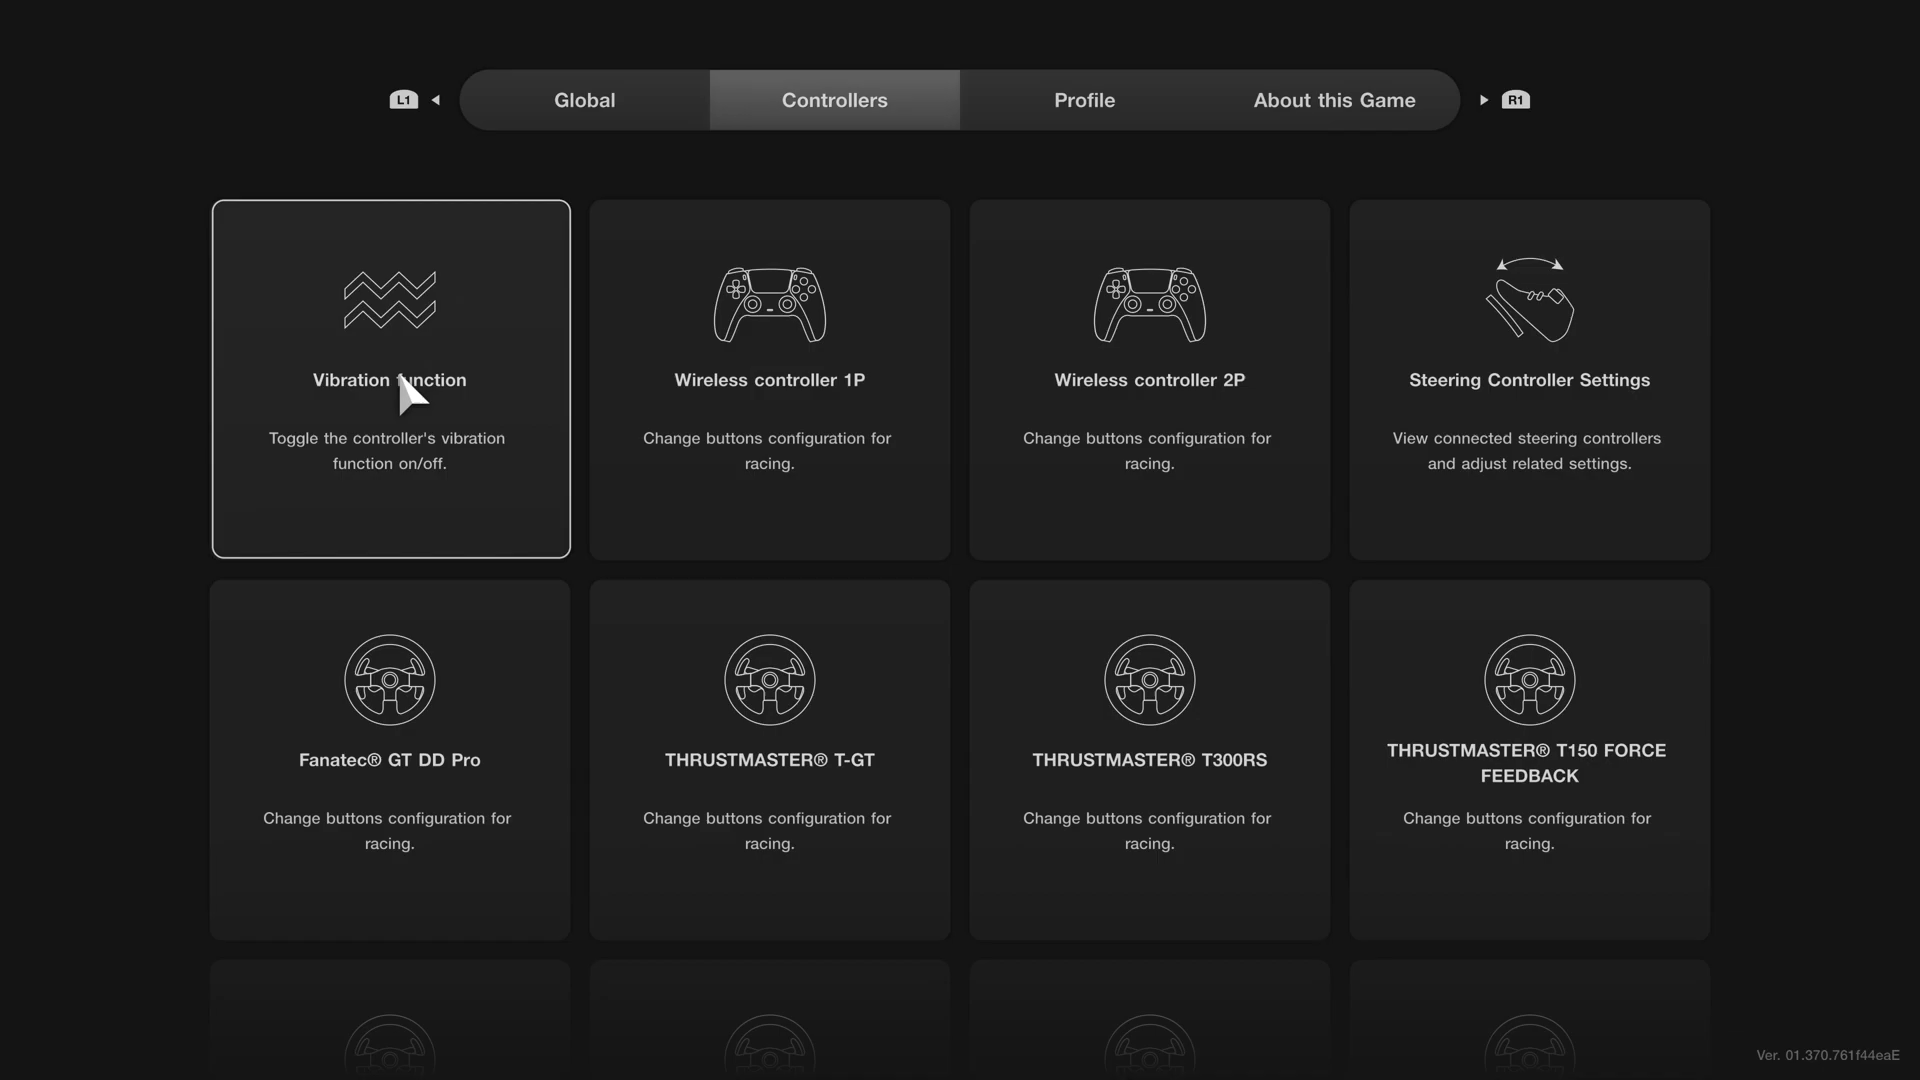 L1
Global
Controllers
Profile
About this Game
R1
Vibration function
Toggle the controller's vibration
function on/off.
Wireless controller 1P
Change buttons configuration for
racing.
Wireless controller 2P
Change buttons configuration for
racing.
Steering Controller Settings
View connected steering controllers
and adjust related settings.
Fanatec® GT DD Pro
Change buttons configuration for
racing.
THRUSTMASTER® T-GT
Change buttons configuration for
racing.
THRUSTMASTER® T300RS
Change buttons configuration for
racing.
THRUSTMASTER® T150 FORCE
FEEDBACK
Change buttons configuration for
racing.
Ver. 01.370.761f44eaE